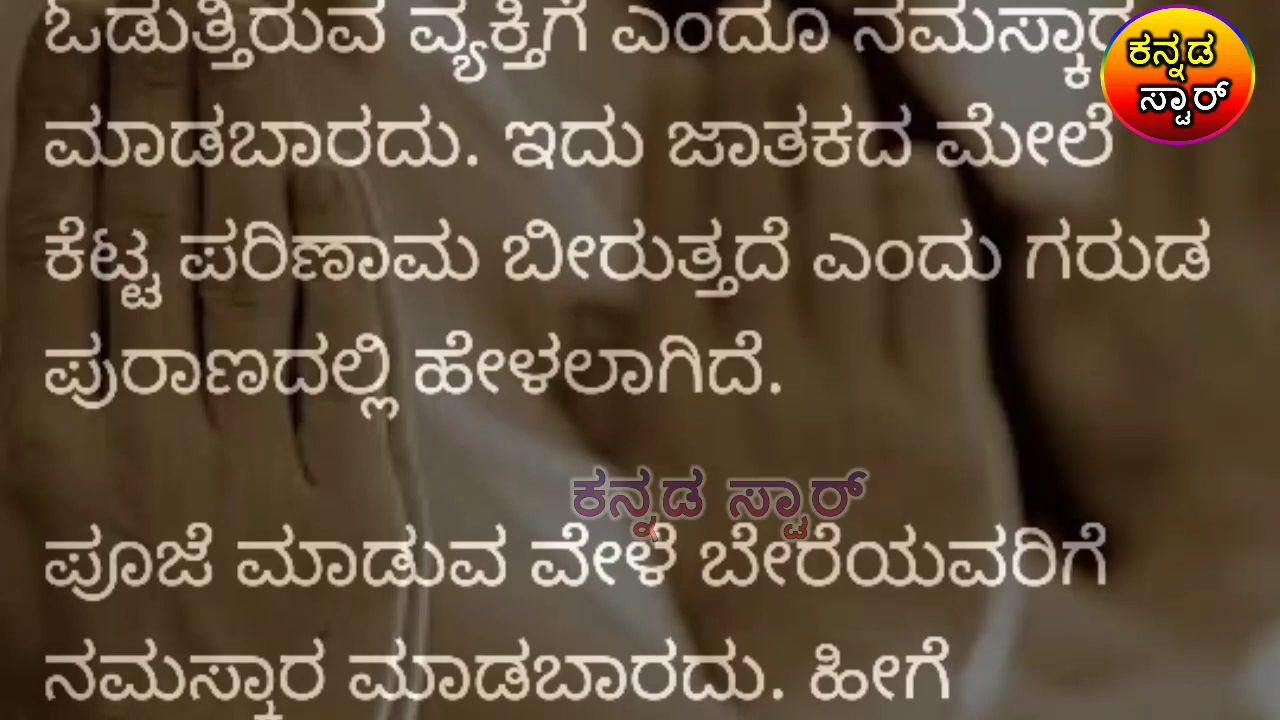 ಓಡುತ್ತಿರುವ ವ್ಯಕ್ತಿಗೆ ಎಂದೂ ನಮಸ್ಕಾರ
ಮಾಡಬಾರದು. ಇದು ಜಾತಕದ ಮೇಲೆ
ಕೆಟ್ಟ ಪರಿಣಾಮ ಬೀರುತ್ತದೆ ಎಂದು ಗರುಡ
ಪುರಾಣದಲ್ಲಿ ಹೇಳಲಾಗಿದೆ.
ಪೂಜೆ ಮಾಡುವ ವೇಳೆ ಬೇರೆಯವರಿಗೆ
ನಮಸ್ಕಾರ ಮಾಡಬಾರದು. ಹೀಗೆ
ಕನ್ನಡ
ಸ್ಟಾರ್
ಕನ್ನಡ ಸ್ಟಾರ್